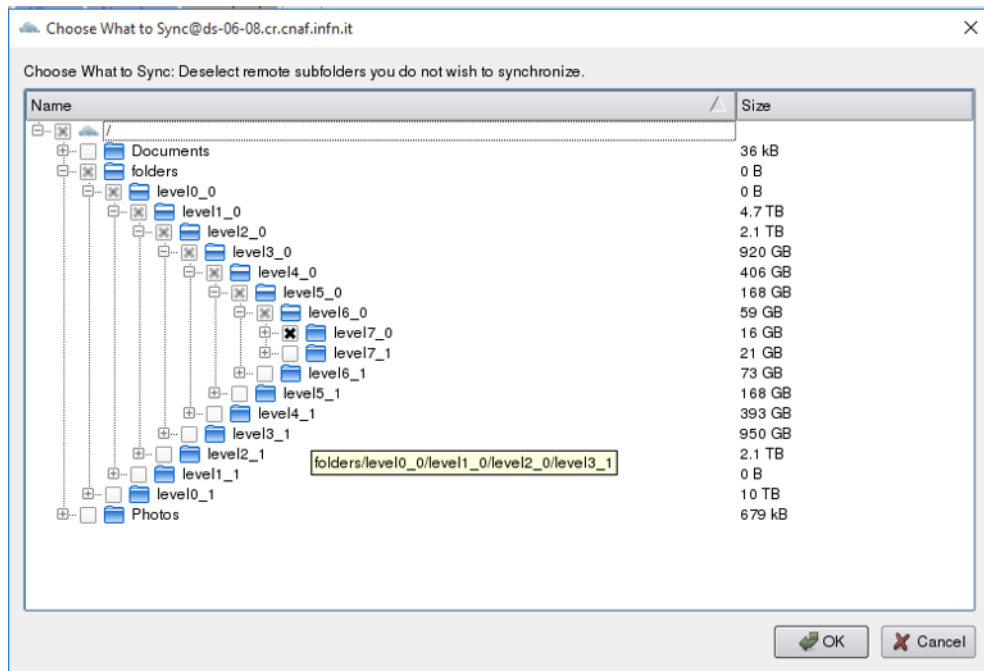 Choose What to Sync@ds-06-08.cr.cnaf.infn.it
Choose What to Sync: Deselect remote subfolders you do not wish to synchronize.
Name Size
/
Documents 36 kB
folders 0 B
level0_0 0 B
level1_0 4.7 TB
level2_0 2.1 TB
level3_0 920 GB
level4_0 406 GB
level5_0 168 GB
level6_0 59 GB
level7_0 16 GB
level7_1 21 GB
level6_1 73 GB
level5_1 168 GB
level4_1 393 GB
level3_1 950 GB
level2_1 2.1 TB
folders/level0_0/level1_0/level2_0/level3_1
level1_1 0 B
level0_1 10 TB
Photos 679 kB
OK Cancel